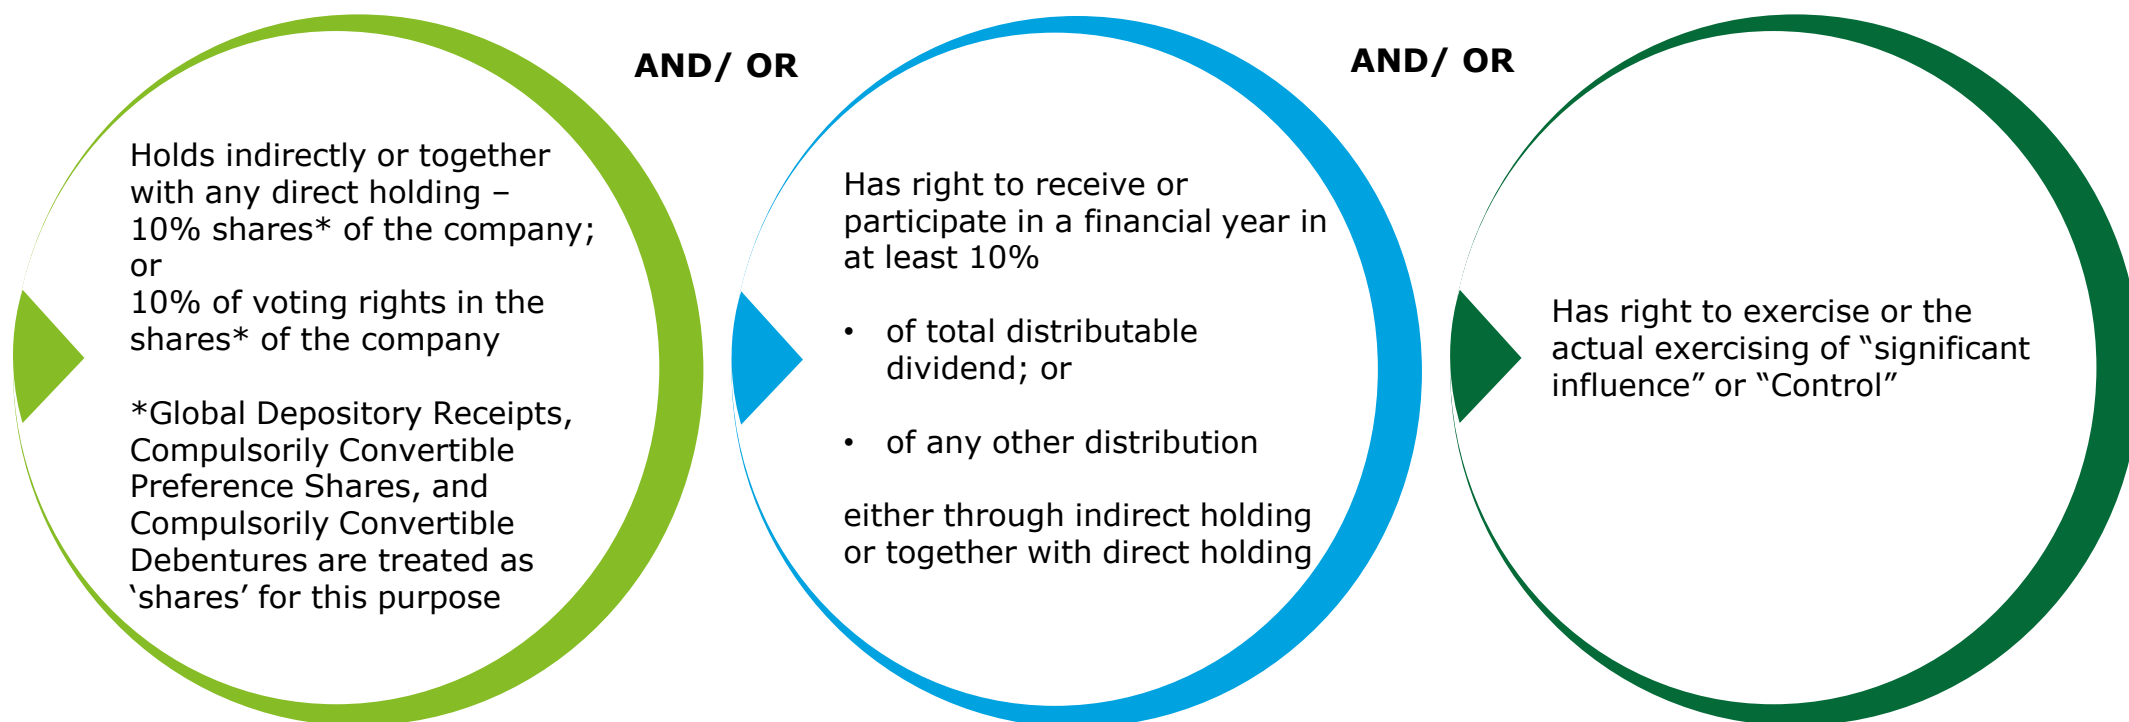 Holds indirectly or together
with any direct holding –
10% shares* of the company;
or
10% of voting rights in the
shares* of the company
*Global Depository Receipts,
Compulsorily Convertible
Preference Shares, and
Compulsorily Convertible
Debentures are treated as
‘shares’ for this purpose
AND/ OR
Has right to receive or
participate in a financial year in
at least 10%
• of total distributable
dividend; or
• of any other distribution
either through indirect holding
or together with direct holding
AND/ OR
Has right to exercise or the
actual exercising of “significant
influence” or “Control”